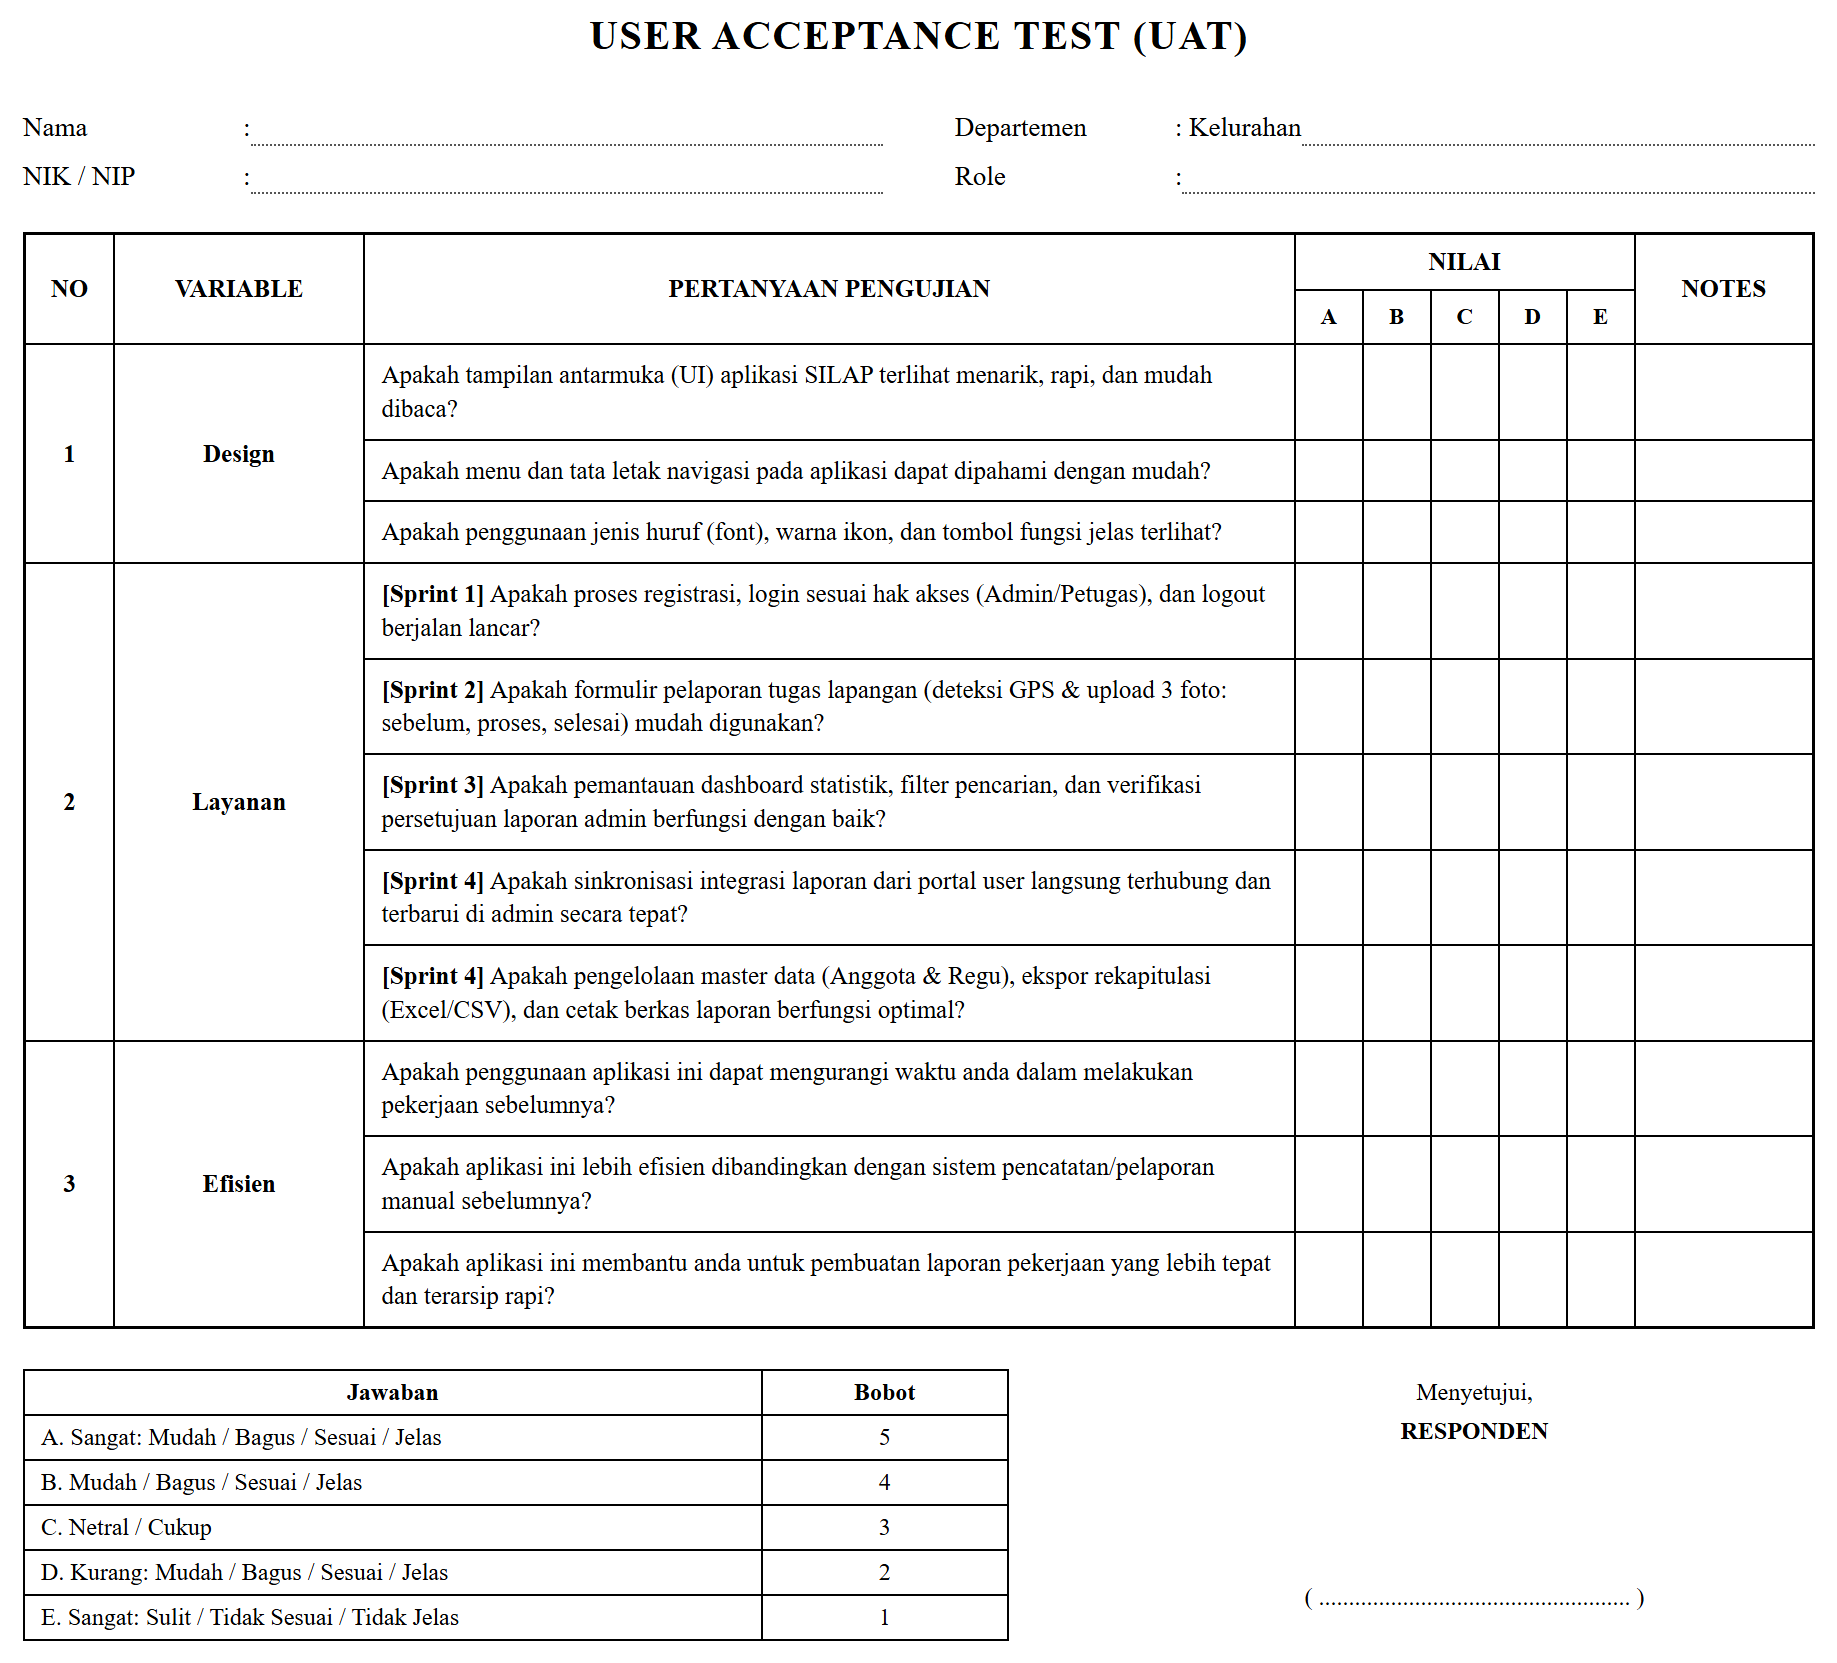 USER ACCEPTANCE TEST (UAT)
Nama : Departemen : Kelurahan
NIK / NIP : Role :
NO VARIABLE PERTANYAAN PENGUJIAN NILAI NOTES
A B C D E
1 Design
Apakah tampilan antarmuka (UI) aplikasi SILAP terlihat menarik, rapi, dan mudah
dibaca?
Apakah menu dan tata letak navigasi pada aplikasi dapat dipahami dengan mudah?
Apakah penggunaan jenis huruf (font), warna ikon, dan tombol fungsi jelas terlihat?
2 Layanan
[Sprint 1] Apakah proses registrasi, login sesuai hak akses (Admin/Petugas), dan logout
berjalan lancar?
[Sprint 2] Apakah formulir pelaporan tugas lapangan (deteksi GPS & upload 3 foto:
sebelum, proses, selesai) mudah digunakan?
[Sprint 3] Apakah pemantauan dashboard statistik, filter pencarian, dan verifikasi
persetujuan laporan admin berfungsi dengan baik?
[Sprint 4] Apakah sinkronisasi integrasi laporan dari portal user langsung terhubung dan
terbarui di admin secara tepat?
[Sprint 4] Apakah pengelolaan master data (Anggota & Regu), ekspor rekapitulasi
(Excel/CSV), dan cetak berkas laporan berfungsi optimal?
3 Efisien
Apakah penggunaan aplikasi ini dapat mengurangi waktu anda dalam melakukan
pekerjaan sebelumnya?
Apakah aplikasi ini lebih efisien dibandingkan dengan sistem pencatatan/pelaporan
manual sebelumnya?
Apakah aplikasi ini membantu anda untuk pembuatan laporan pekerjaan yang lebih tepat
dan terarsip rapi?
Jawaban Bobot
A. Sangat: Mudah / Bagus / Sesuai / Jelas 5
B. Mudah / Bagus / Sesuai / Jelas 4
C. Netral / Cukup 3
D. Kurang: Mudah / Bagus / Sesuai / Jelas 2
E. Sangat: Sulit / Tidak Sesuai / Tidak Jelas 1
Menyetujui,
RESPONDEN
( .................................................... )